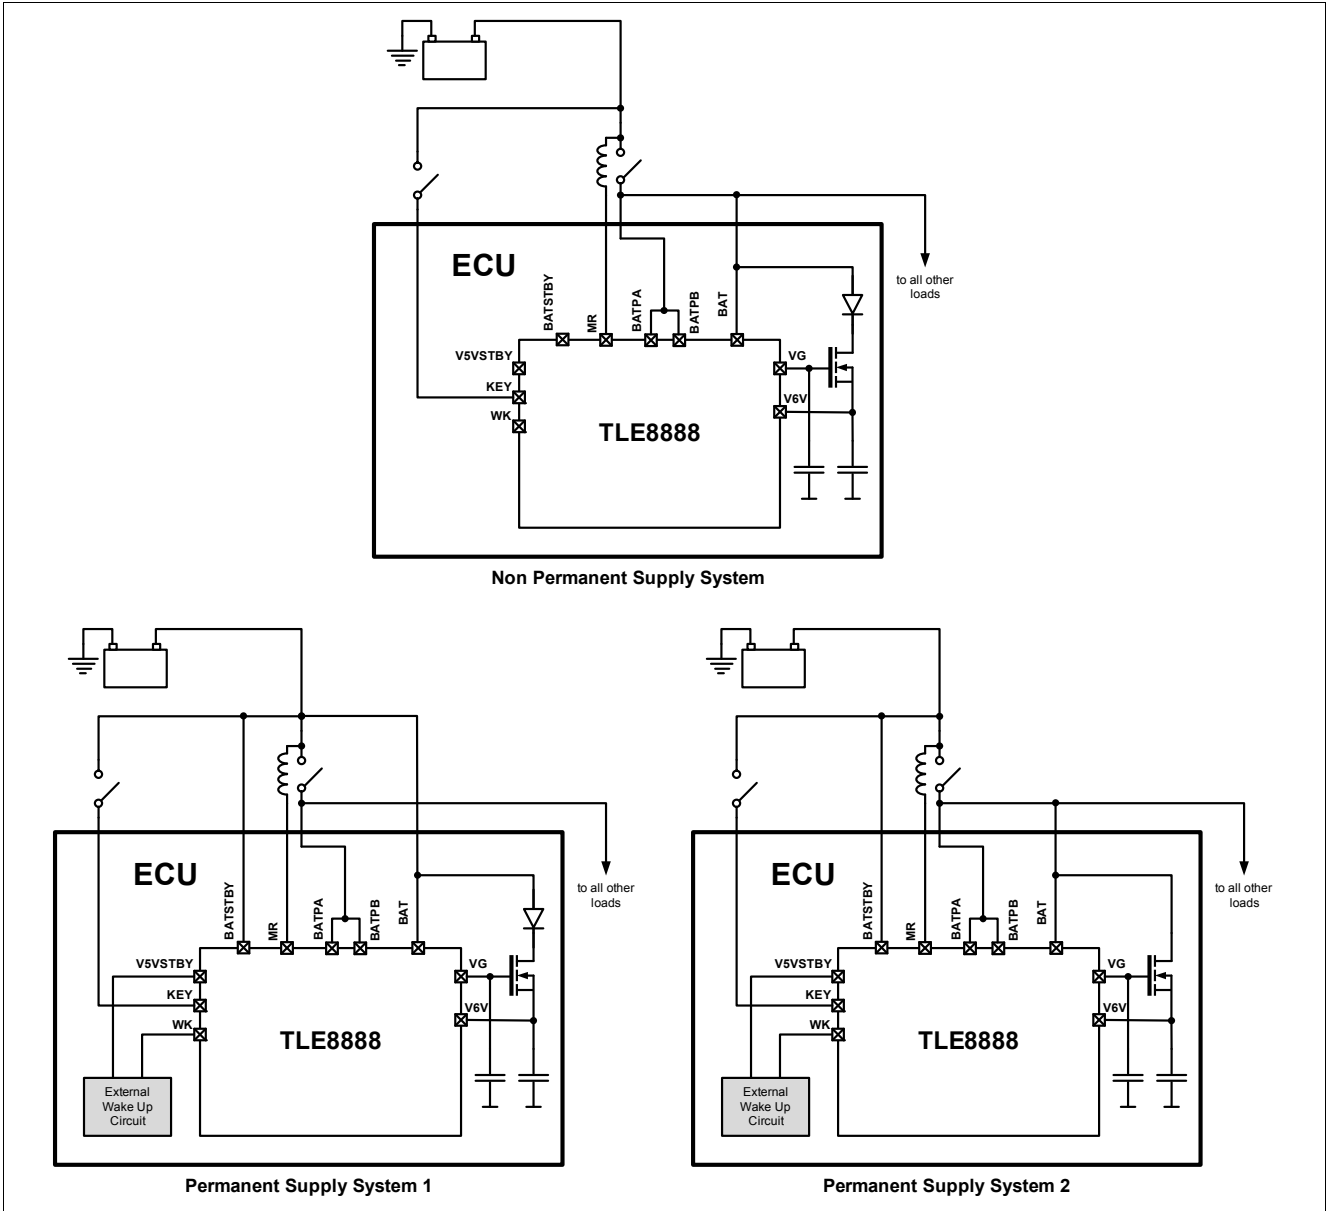 ECU
to all other
loads
BATSTBY
MR
BATPA
BATPB
BAT
V5VSTBY
VG
KEY
V6V
WK
TLE8888
Non Permanent Supply System
ECU
to all other
loads
BATSTBY
MR
BATPA
BATPB
BAT
V5VSTBY
VG
KEY
V6V
WK
TLE8888
External
Wake Up
Circuit
Permanent Supply System 1
ECU
to all other
loads
BATSTBY
MR
BATPA
BATPB
BAT
V5VSTBY
VG
KEY
V6V
WK
TLE8888
External
Wake Up
Circuit
Permanent Supply System 2